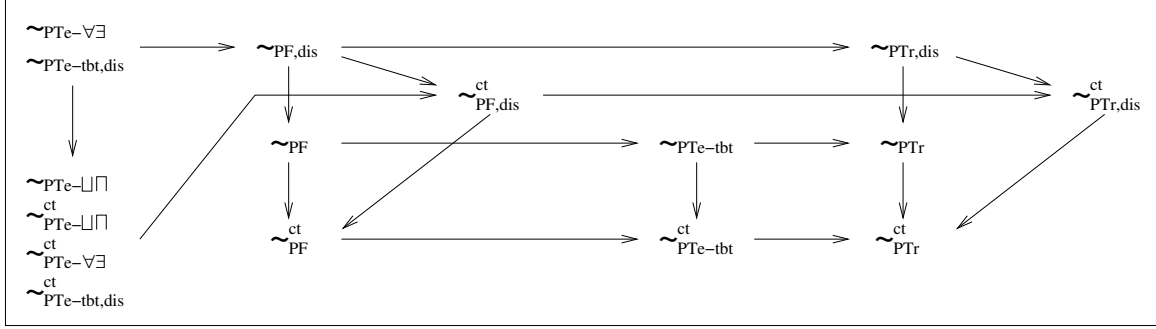 ~PTe−∀∃
~PTe−tbt,dis
~PF,dis
~PTr,dis
~ct PF,dis
~ct PTr,dis
~PF
~PTe−tbt
~PTr
~PTe−⊔⊓
~ct PTe−⊔⊓
~ct PTe−∀∃
~ct PTe−tbt,dis
~ct PF
~ct PTe−tbt
~ct PTr